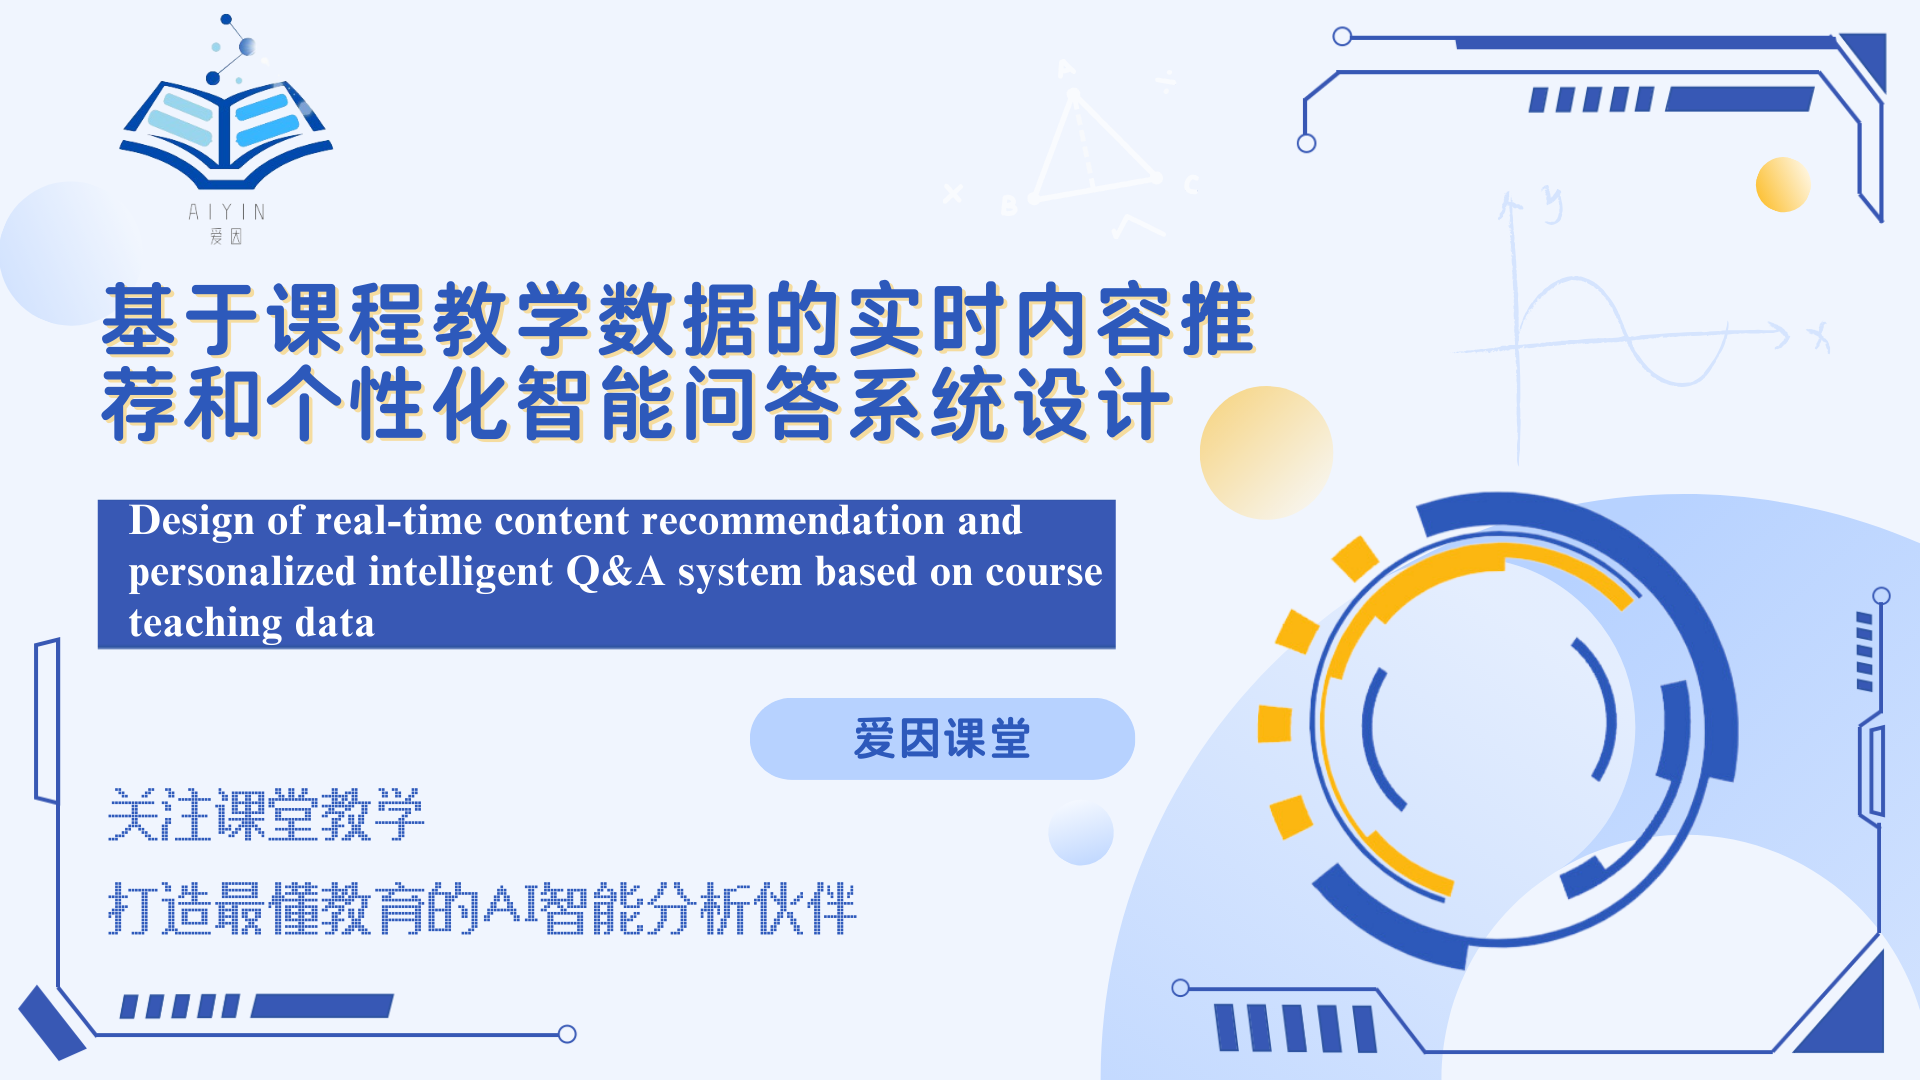 AIYIN
爱因
A
÷
B
C
×
y
x
基于课程教学数据的实时内容推
荐和个性化智能问答系统设计
Design of real-time content recommendation and
personalized intelligent Q&A system based on course
teaching data
爱因课堂
关注课堂教学
打造最懂教育的AI智能分析伙伴